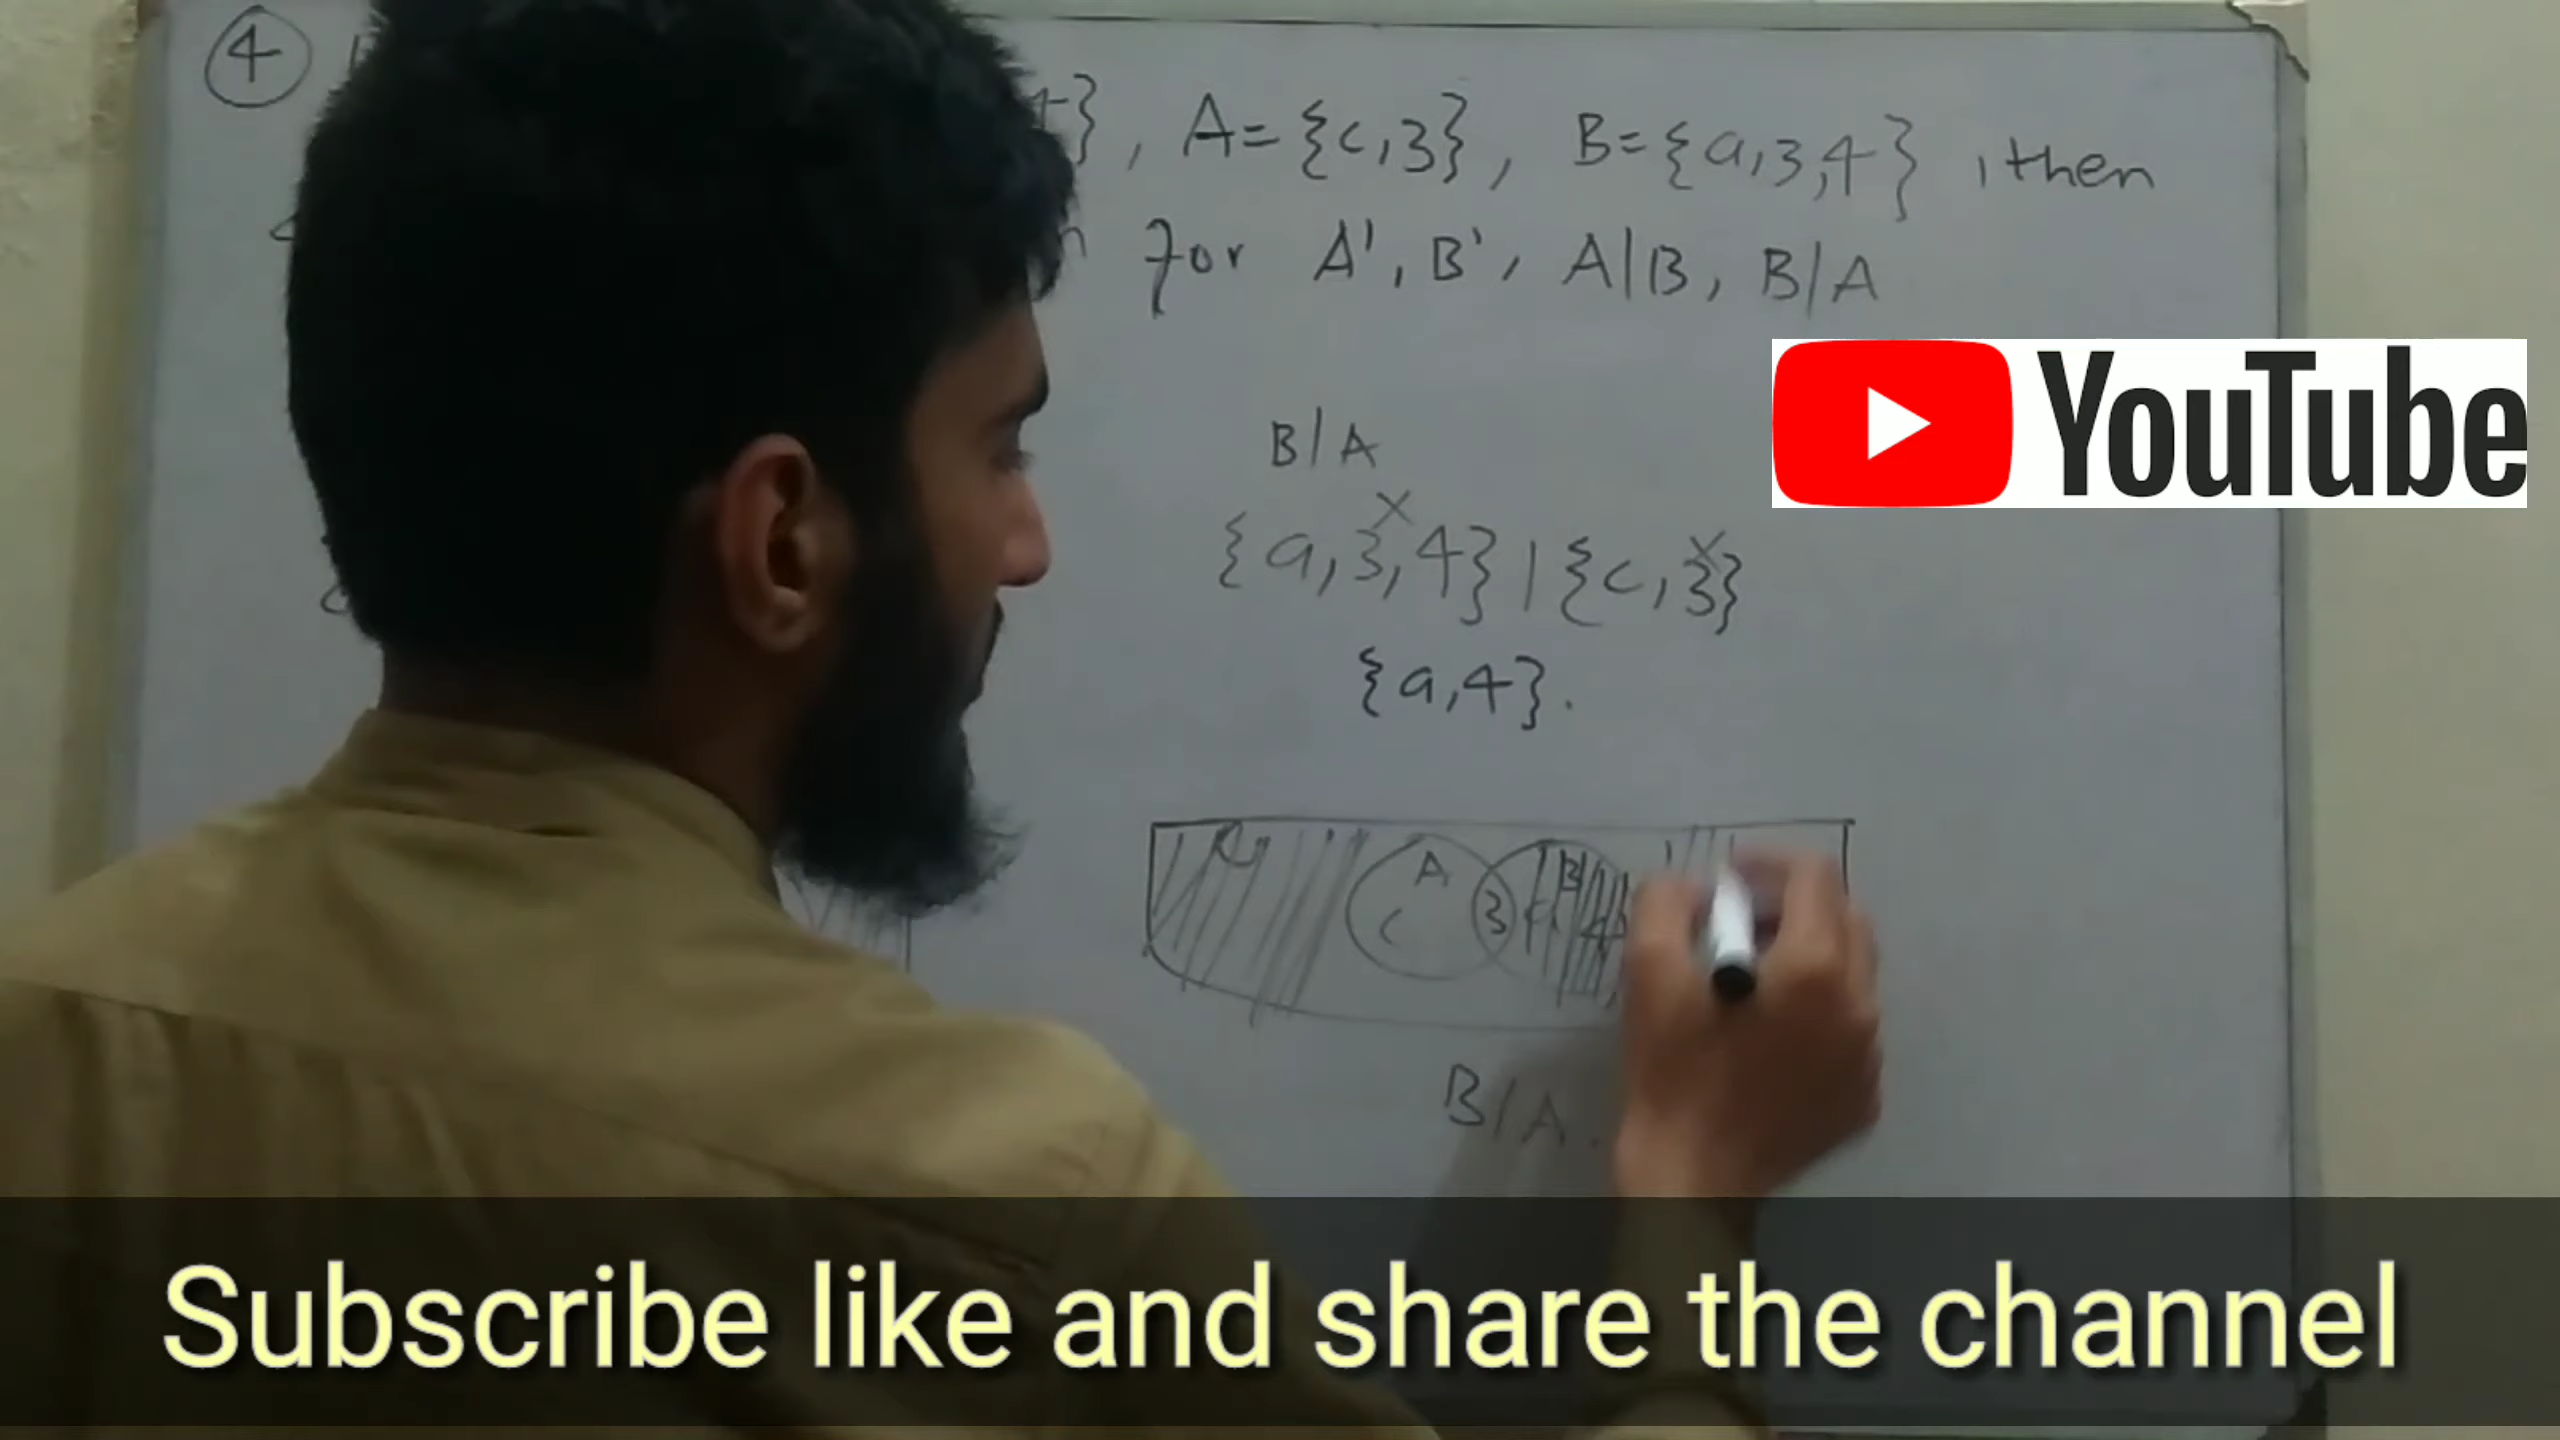 4
}, A={c,3}, B={a,3,4}, then
for A', B', A|B, B|A
YouTube
B|A
{a,3,4} | {c,3}
{a,4}.
A B
c 3 a 4
B|A.
Subscribe like and share the channel